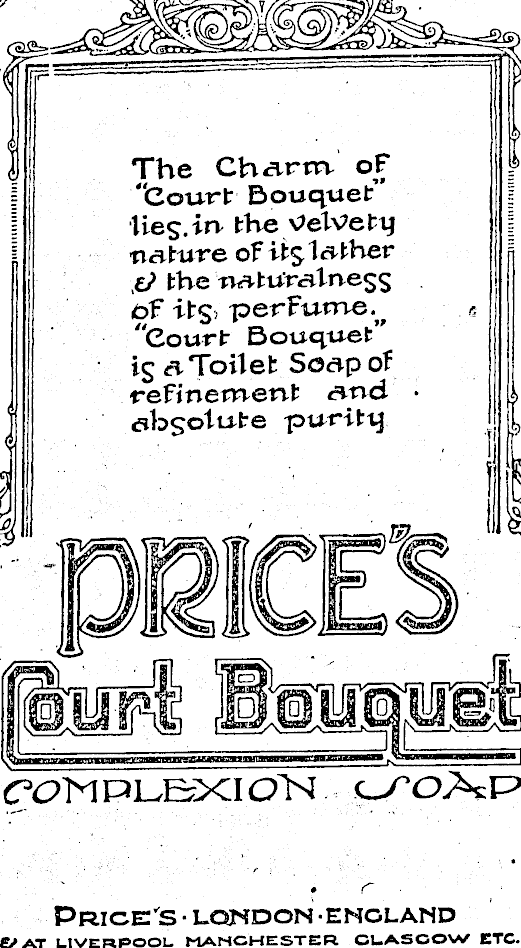 The Charm of
"Court Bouquet"
lies in the velvety
nature of its lather
& the naturalness
of its perfume.
"Court Bouquet"
is a Toilet Soap of
refinement and
absolute purity
PRICE'S
Court Bouquet
COMPLEXION SOAP
PRICE'S·LONDON·ENGLAND
& AT LIVERPOOL MANCHESTER GLASGOW ETC.